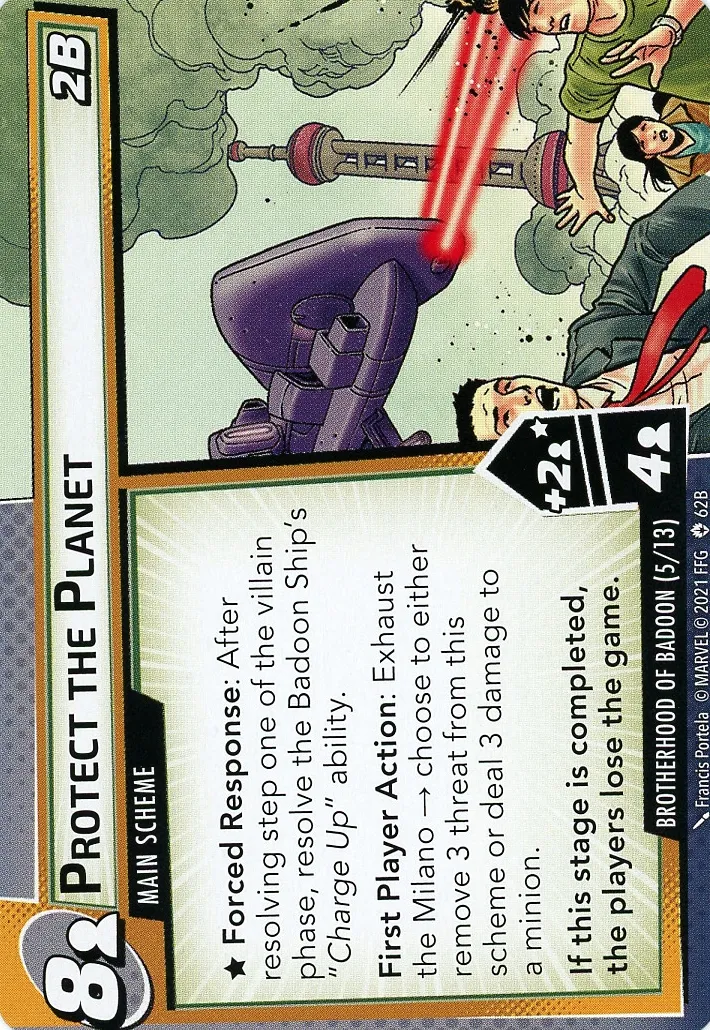 8
PROTECT THE PLANET
2B
MAIN SCHEME
★ Forced Response: After
resolving step one of the villain
phase, resolve the Badoon Ship's
"Charge Up" ability.
First Player Action: Exhaust
the Milano → choose to either
remove 3 threat from this
scheme or deal 3 damage to
a minion.
If this stage is completed,
the players lose the game.
+2
4
BROTHERHOOD OF BADOON (5/13)
Francis Portela © MARVEL © 2021 FFG 62B